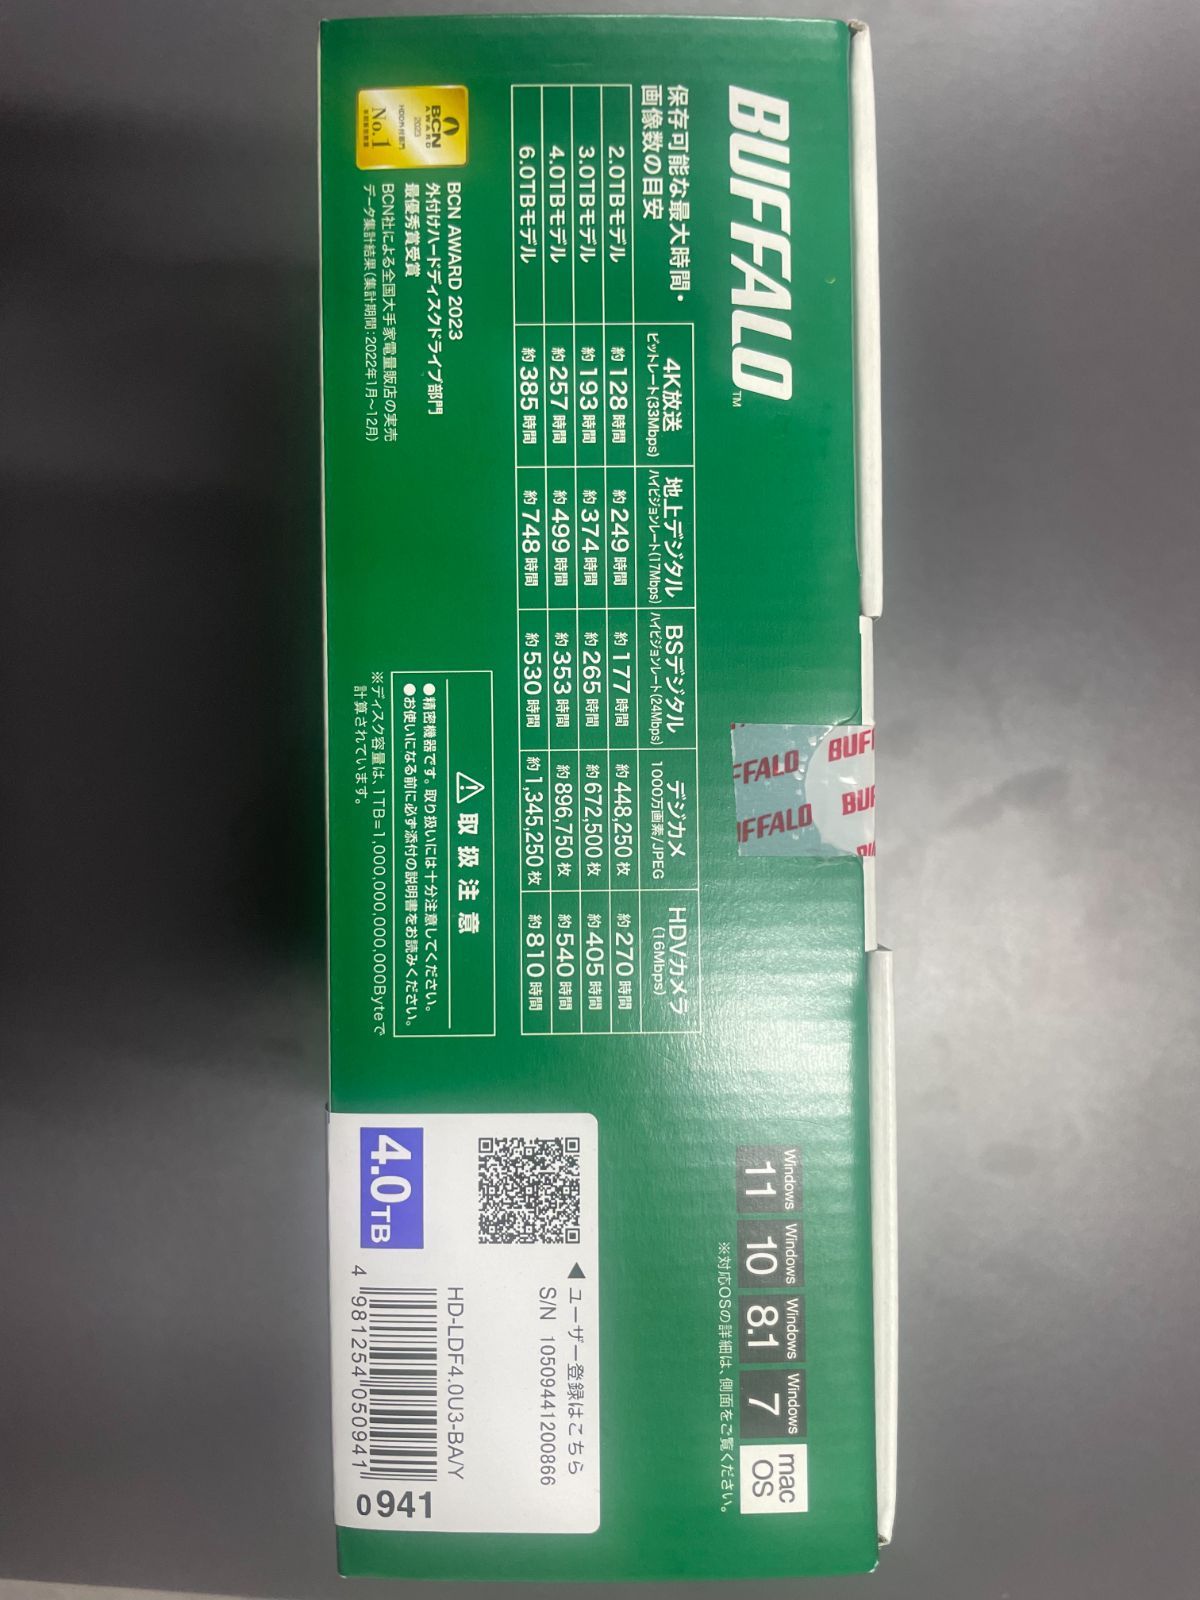 BUFFALO™
保存可能な最大時間・
画像数の目安
4K放送 ビットレート(33Mbps) 地上デジタル ハイビジョンレート(17Mbps) BSデジタル ハイビジョンレート(24Mbps) デジカメ 1000万画素/JPEG HDVカメラ (16Mbps)
2.0TBモデル 約128時間 約249時間 約177時間 約448,250枚 約270時間
3.0TBモデル 約193時間 約374時間 約265時間 約672,500枚 約405時間
4.0TBモデル 約257時間 約499時間 約353時間 約896,750枚 約540時間
6.0TBモデル 約385時間 約748時間 約530時間 約1,345,250枚 約810時間
BCN
AWARD
2023
HDD外付部門
No.1
BCN AWARD 2023
外付けハードディスクドライブ部門
最優秀賞受賞
BCN社による全国大手家電量販店の実売
データ集計結果(集計期間:2022年1月~12月)
⚠取扱注意
●精密機器です。取り扱いには十分注意してください。
●お使いになる前に必ず添付の説明書をお読みください。
※ディスク容量は、1TB=1,000,000,000,000Byteで
計算されています。
BUF
FFALO
BUF
UFFALO
Windows 11
Windows 10
Windows 8.1
Windows 7
mac OS
※対応OSの詳細は、側面をご覧ください。
◀ユーザー登録はこちら
S/N 10509441200866
4.0TB
HD-LDF4.0U3-BA/Y
4 981254 050941
0941